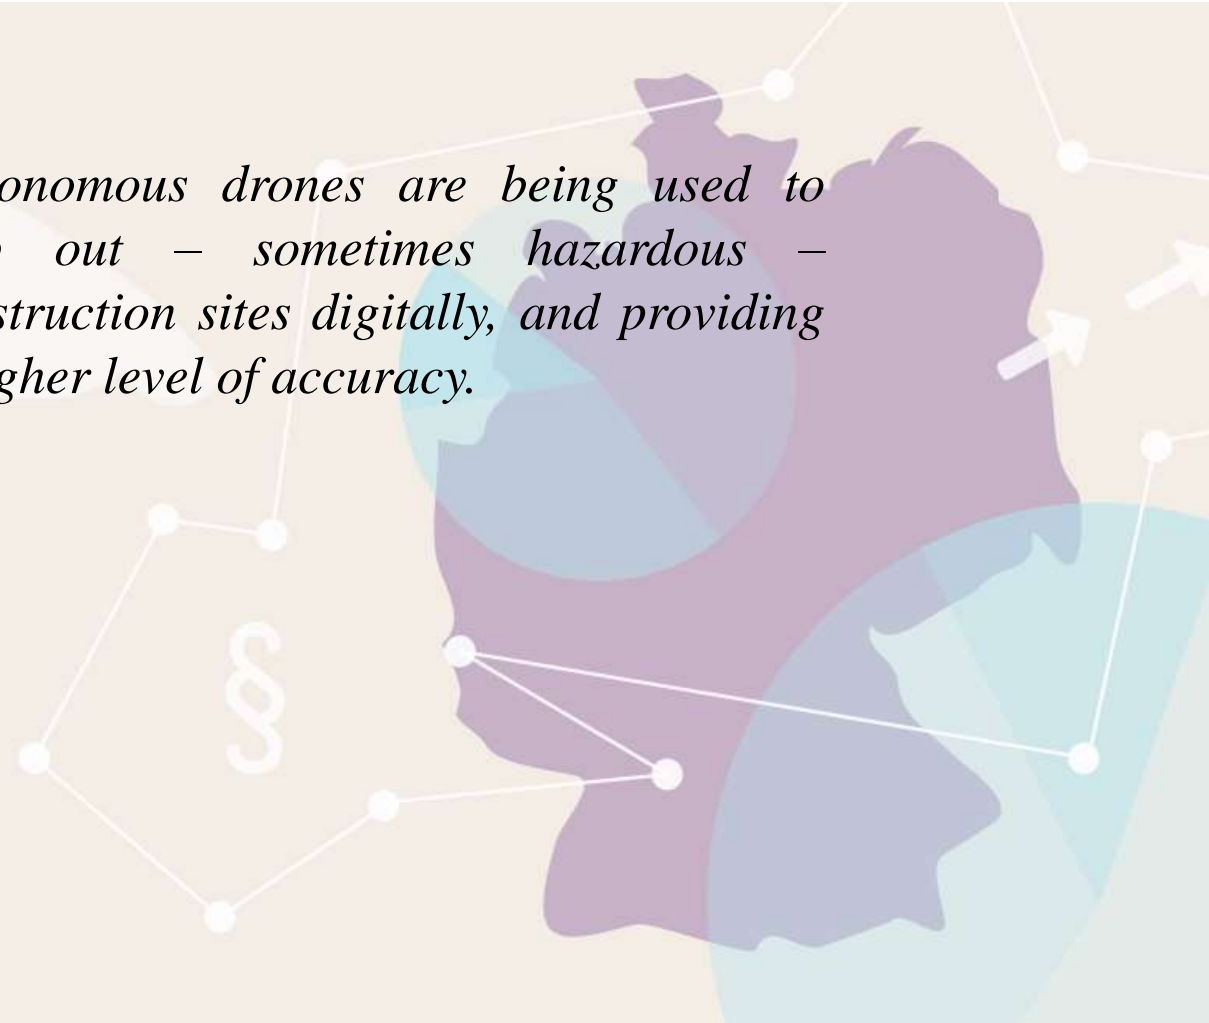 onomous drones are being used to
out – sometimes hazardous –
struction sites digitally, and providing
gher level of accuracy.
§